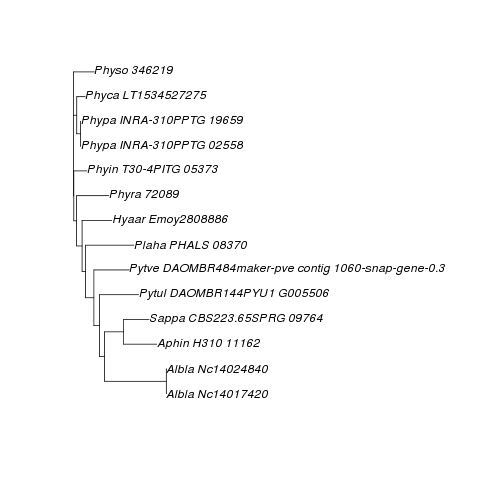 Physo 346219
Phyca LT1534527275
Phypa INRA-310PPTG 19659
Phypa INRA-310PPTG 02558
Phyin T30-4PITG 05373
Phyra 72089
Hyaar Emoy2808886
Plaha PHALS 08370
Pytve DAOMBR484maker-pve contig 1060-snap-gene-0.3
Pytul DAOMBR144PYU1 G005506
Sappa CBS223.65SPRG 09764
Aphin H310 11162
Albla Nc14024840
Albla Nc14017420